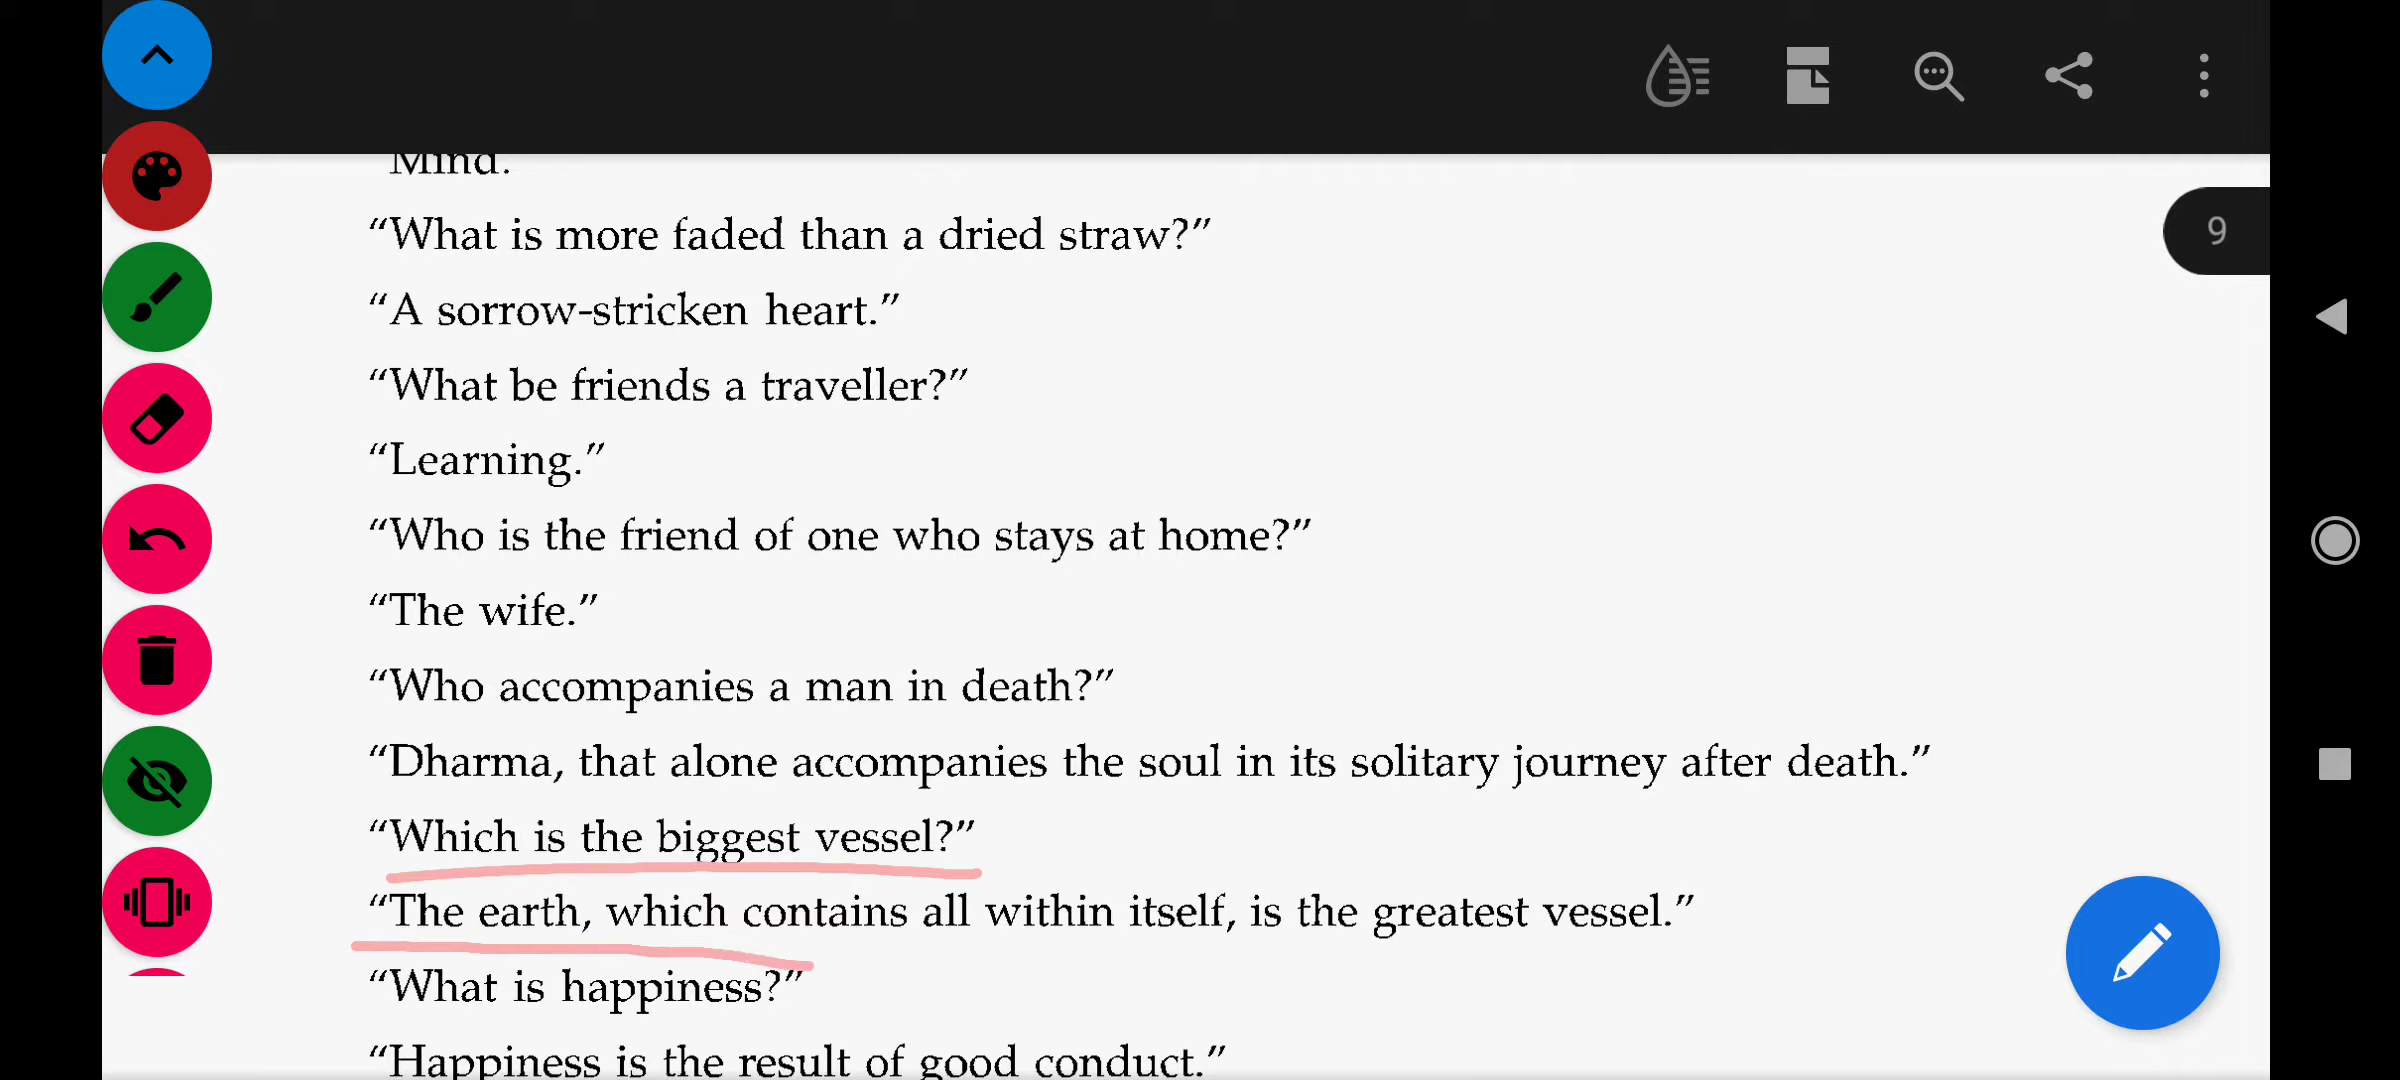 Mind.
9
“What is more faded than a dried straw?”
“A sorrow-stricken heart.”
“What be friends a traveller?”
“Learning.”
“Who is the friend of one who stays at home?”
“The wife.”
“Who accompanies a man in death?”
“Dharma, that alone accompanies the soul in its solitary journey after death.”
“Which is the biggest vessel?”
“The earth, which contains all within itself, is the greatest vessel.”
“What is happiness?”
“Happiness is the result of good conduct.”